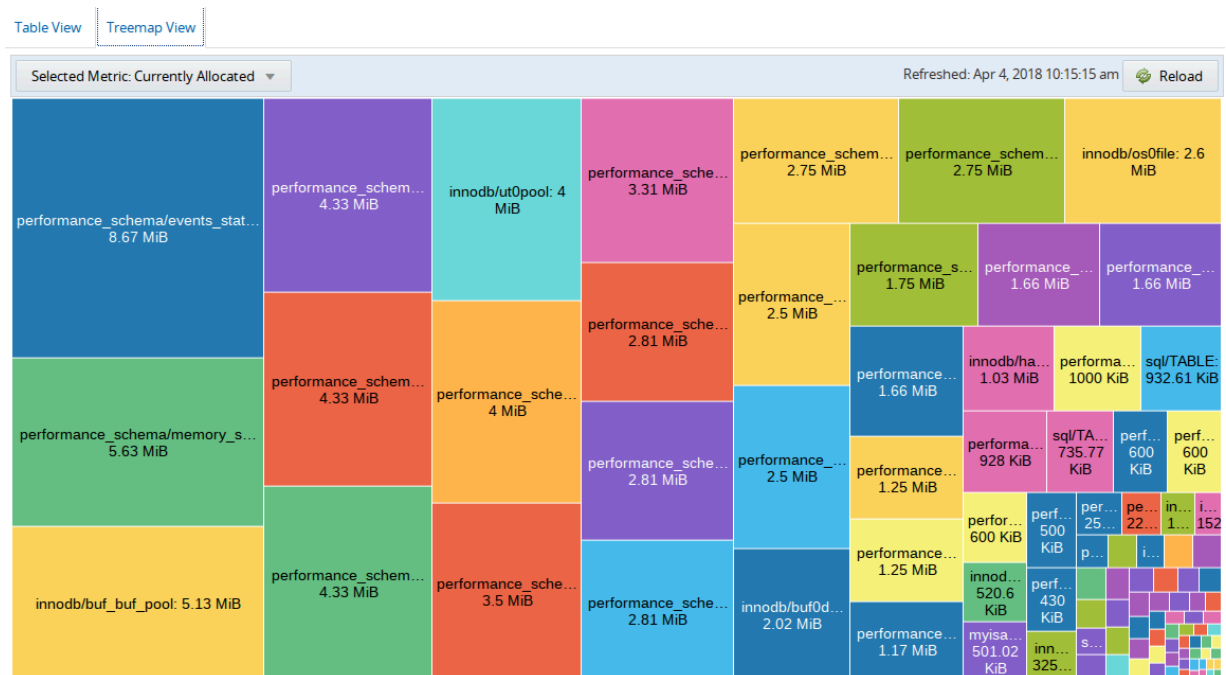 Table View
Treemap View
Selected Metric: Currently Allocated
Refreshed: Apr 4, 2018 10:15:15 am
Reload
performance_schema/events_stat...
8.67 MiB
performance_schema/memory_s...
5.63 MiB
innodb/buf_buf_pool: 5.13 MiB
performance_schem...
4.33 MiB
performance_schem...
4.33 MiB
performance_schem...
4.33 MiB
innodb/ut0pool: 4
MiB
performance_sche...
4 MiB
performance_sche...
3.5 MiB
performance_sche...
3.31 MiB
performance_sche...
2.81 MiB
performance_sche...
2.81 MiB
performance_sche...
2.81 MiB
performance_schem...
2.75 MiB
performance_schem...
2.75 MiB
innodb/os0file: 2.6
MiB
performance_...
2.5 MiB
performance_...
2.5 MiB
innodb/buf0d...
2.02 MiB
performance_s...
1.75 MiB
performance_...
1.66 MiB
performance_...
1.66 MiB
performance...
1.66 MiB
performance...
1.25 MiB
performance...
1.25 MiB
performance...
1.17 MiB
innodb/ha...
1.03 MiB
performa...
1000 KiB
sql/TABLE:
932.61 KiB
performa...
928 KiB
sql/TA...
735.77
KiB
perf...
600
KiB
perf...
600
KiB
perfor...
600 KiB
innod...
520.6
KiB
myisa...
501.02
KiB
perf...
500
KiB
perf...
430
KiB
inn...
325...
per...
25...
pe...
22...
in...
1...
i...
152
p...
i...
s...